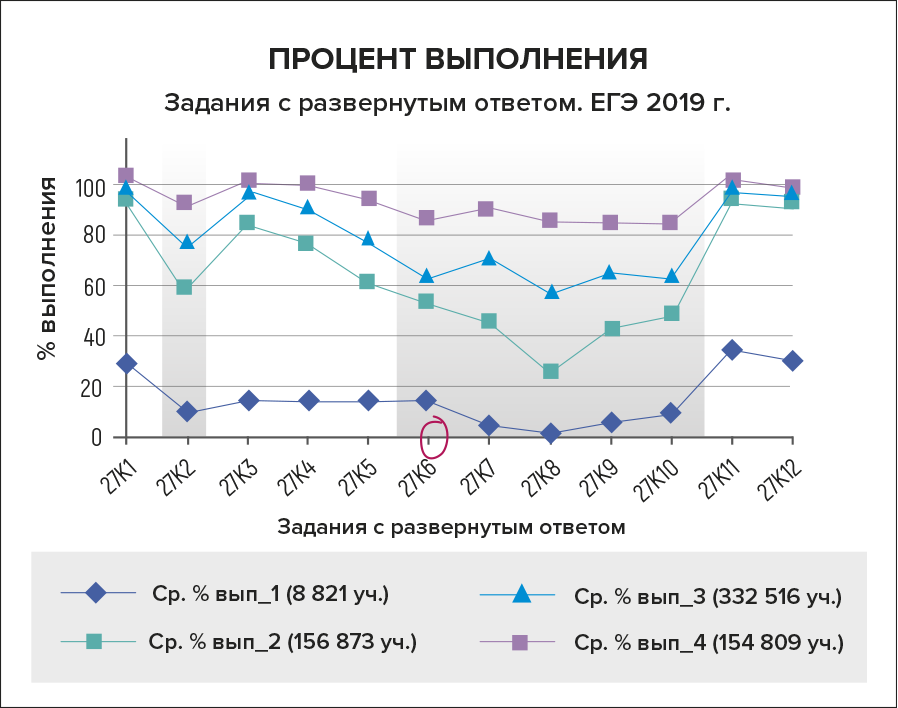 ПРОЦЕНТ ВЫПОЛНЕНИЯ
Задания с развернутым ответом. ЕГЭ 2019 г.
% выполнения
100
80
60
40
20
0
27К1 27К2 27К3 27К4 27К5 27К6 27К7 27К8 27К9 27К10 27К11 27К12
Задания с развернутым ответом
Ср. % вып_1 (8 821 уч.) Ср. % вып_3 (332 516 уч.)
Ср. % вып_2 (156 873 уч.) Ср. % вып_4 (154 809 уч.)